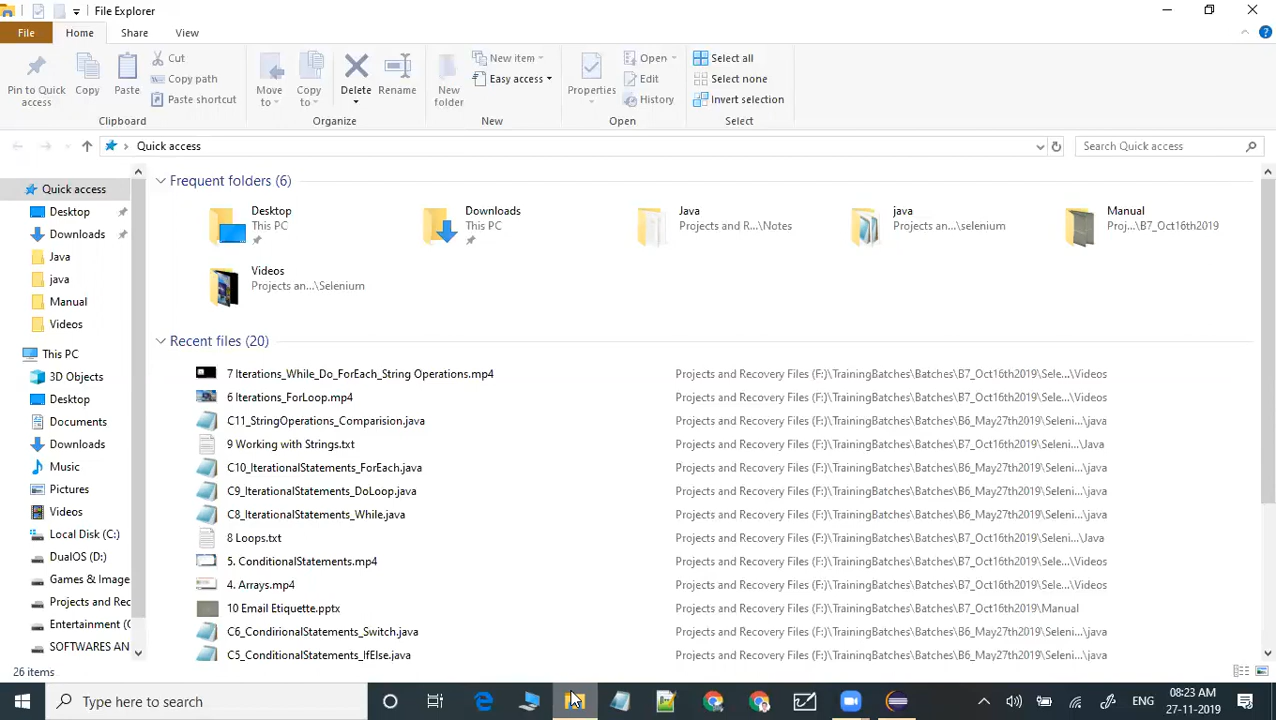 File Explorer
File Home Share View
Pin to Quick access
Copy
Paste
Cut
Copy path
Paste shortcut
Clipboard
Move to
Copy to
Delete
Rename
Organize
New folder
New item
Easy access
New
Properties
Open
Edit
History
Open
Select all
Select none
Invert selection
Select
Quick access
Search Quick access
Quick access
Desktop
Downloads
Java
java
Manual
Videos
This PC
3D Objects
Desktop
Documents
Downloads
Music
Pictures
Videos
Local Disk (C:)
DualOS (D:)
Games & Image
Projects and Rec
Entertainment (
SOFTWARES AN
Frequent folders (6)
Desktop
This PC
Downloads
This PC
Java
Projects and R...\Notes
java
Projects an...\selenium
Manual
Proj...\B7_Oct16th2019
Videos
Projects an...\Selenium
Recent files (20)
7 Iterations_While_Do_ForEach_String Operations.mp4 Projects and Recovery Files (F:)\TrainingBatches\Batches\B7_Oct16th2019\Sele...\Videos
6 Iterations_ForLoop.mp4 Projects and Recovery Files (F:)\TrainingBatches\Batches\B7_Oct16th2019\Sele...\Videos
C11_StringOperations_Comparision.java Projects and Recovery Files (F:)\TrainingBatches\Batches\B6_May27th2019\Seleni...\java
9 Working with Strings.txt Projects and Recovery Files (F:)\TrainingBatches\Batches\B7_Oct16th2019\Seleni...\Java
C10_IterationalStatements_ForEach.java Projects and Recovery Files (F:)\TrainingBatches\Batches\B6_May27th2019\Seleni...\java
C9_IterationalStatements_DoLoop.java Projects and Recovery Files (F:)\TrainingBatches\Batches\B6_May27th2019\Seleni...\java
C8_IterationalStatements_While.java Projects and Recovery Files (F:)\TrainingBatches\Batches\B6_May27th2019\Seleni...\java
8 Loops.txt Projects and Recovery Files (F:)\TrainingBatches\Batches\B7_Oct16th2019\Seleni...\Java
5. ConditionalStatements.mp4 Projects and Recovery Files (F:)\TrainingBatches\Batches\B7_Oct16th2019\Sele...\Videos
4. Arrays.mp4 Projects and Recovery Files (F:)\TrainingBatches\Batches\B7_Oct16th2019\Sele...\Videos
10 Email Etiquette.pptx Projects and Recovery Files (F:)\TrainingBatches\Batches\B7_Oct16th2019\Manual
C6_CondirionalStatements_Switch.java Projects and Recovery Files (F:)\TrainingBatches\Batches\B6_May27th2019\Seleni...\java
C5_ConditionalStatements_IfElse.java Projects and Recovery Files (F:)\TrainingBatches\Batches\B6_May27th2019\Seleni...\java
26 items
Type here to search
ENG
08:23 AM
27-11-2019